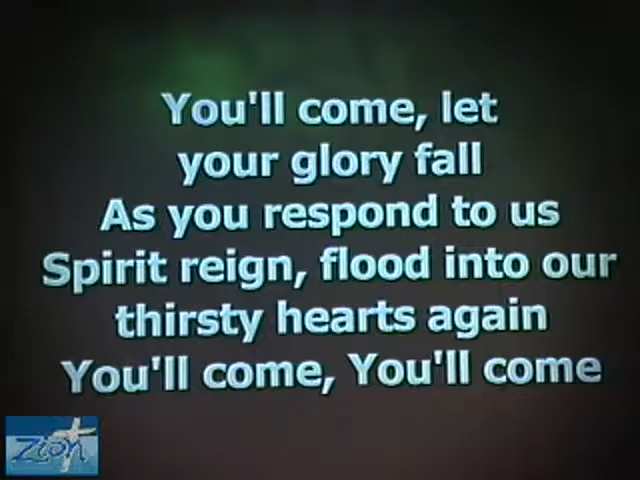 You'll come, let
your glory fall
As you respond to us
Spirit reign, flood into our
thirsty hearts again
You'll come, You'll come
Zion